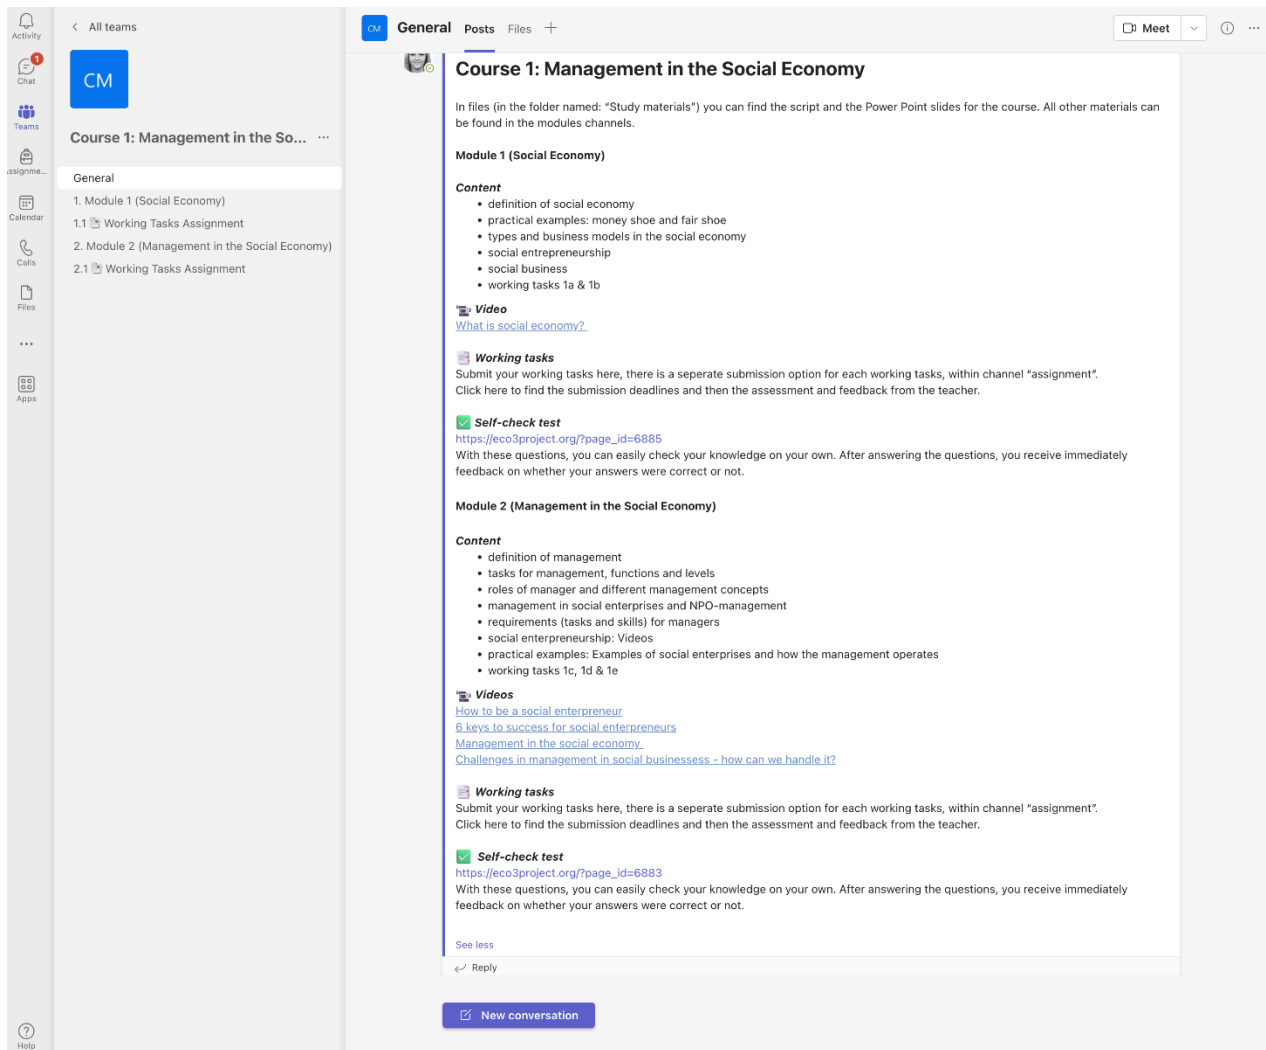 Activity
1
Chat
Teams
Assignme...
Calendar
Calls
Files
...
Apps
Help
< All teams
CM
Course 1: Management in the So... ...
General
1. Module 1 (Social Economy)
1.1 Working Tasks Assignment
2. Module 2 (Management in the Social Economy)
2.1 Working Tasks Assignment
CM General Posts Files +
Meet
...
Course 1: Management in the Social Economy
In files (in the folder named: “Study materials”) you can find the script and the Power Point slides for the course. All other materials can
be found in the modules channels.
Module 1 (Social Economy)
Content
• definition of social economy
• practical examples: money shoe and fair shoe
• types and business models in the social economy
• social entrepreneurship
• social business
• working tasks 1a & 1b
Video
What is social economy?
Working tasks
Submit your working tasks here, there is a seperate submission option for each working tasks, within channel “assignment”.
Click here to find the submission deadlines and then the assessment and feedback from the teacher.
✅ Self-check test
https://eco3project.org/?page_id=6885
With these questions, you can easily check your knowledge on your own. After answering the questions, you receive immediately
feedback on whether your answers were correct or not.
Module 2 (Management in the Social Economy)
Content
• definition of management
• tasks for management, functions and levels
• roles of manager and different management concepts
• management in social enterprises and NPO-management
• requirements (tasks and skills) for managers
• social enterpreneurship: Videos
• practical examples: Examples of social enterprises and how the management operates
• working tasks 1c, 1d & 1e
Videos
How to be a social enterpreneur
6 keys to success for social enterpreneurs
Management in the social economy
Challenges in management in social businessess - how can we handle it?
Working tasks
Submit your working tasks here, there is a seperate submission option for each working tasks, within channel “assignment”.
Click here to find the submission deadlines and then the assessment and feedback from the teacher.
✅ Self-check test
https://eco3project.org/?page_id=6883
With these questions, you can easily check your knowledge on your own. After answering the questions, you receive immediately
feedback on whether your answers were correct or not.
See less
Reply
New conversation